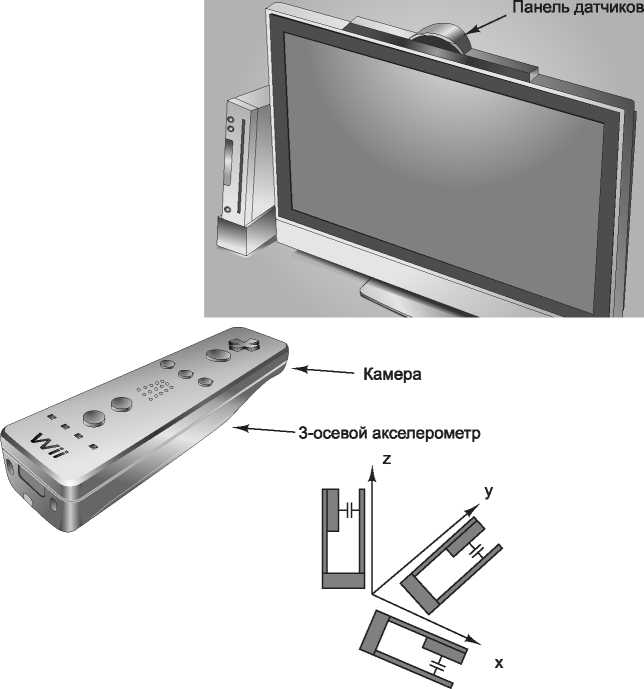 Панель датчиков
Камера
Wii
3-осевой акселерометр
z
y
x